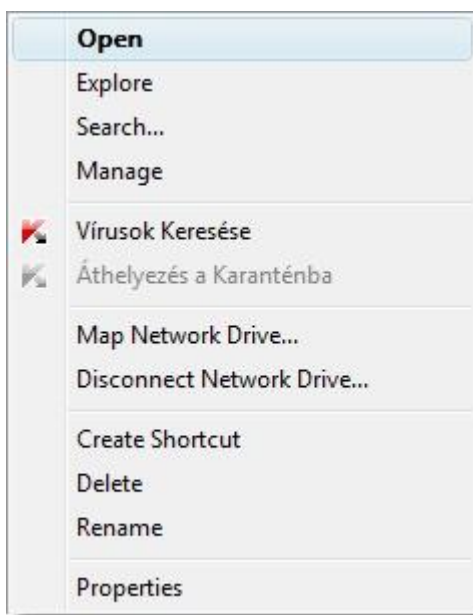 Open
Explore
Search...
Manage
Vírusok Keresése
Áthelyezés a Karanténba
Map Network Drive...
Disconnect Network Drive...
Create Shortcut
Delete
Rename
Properties